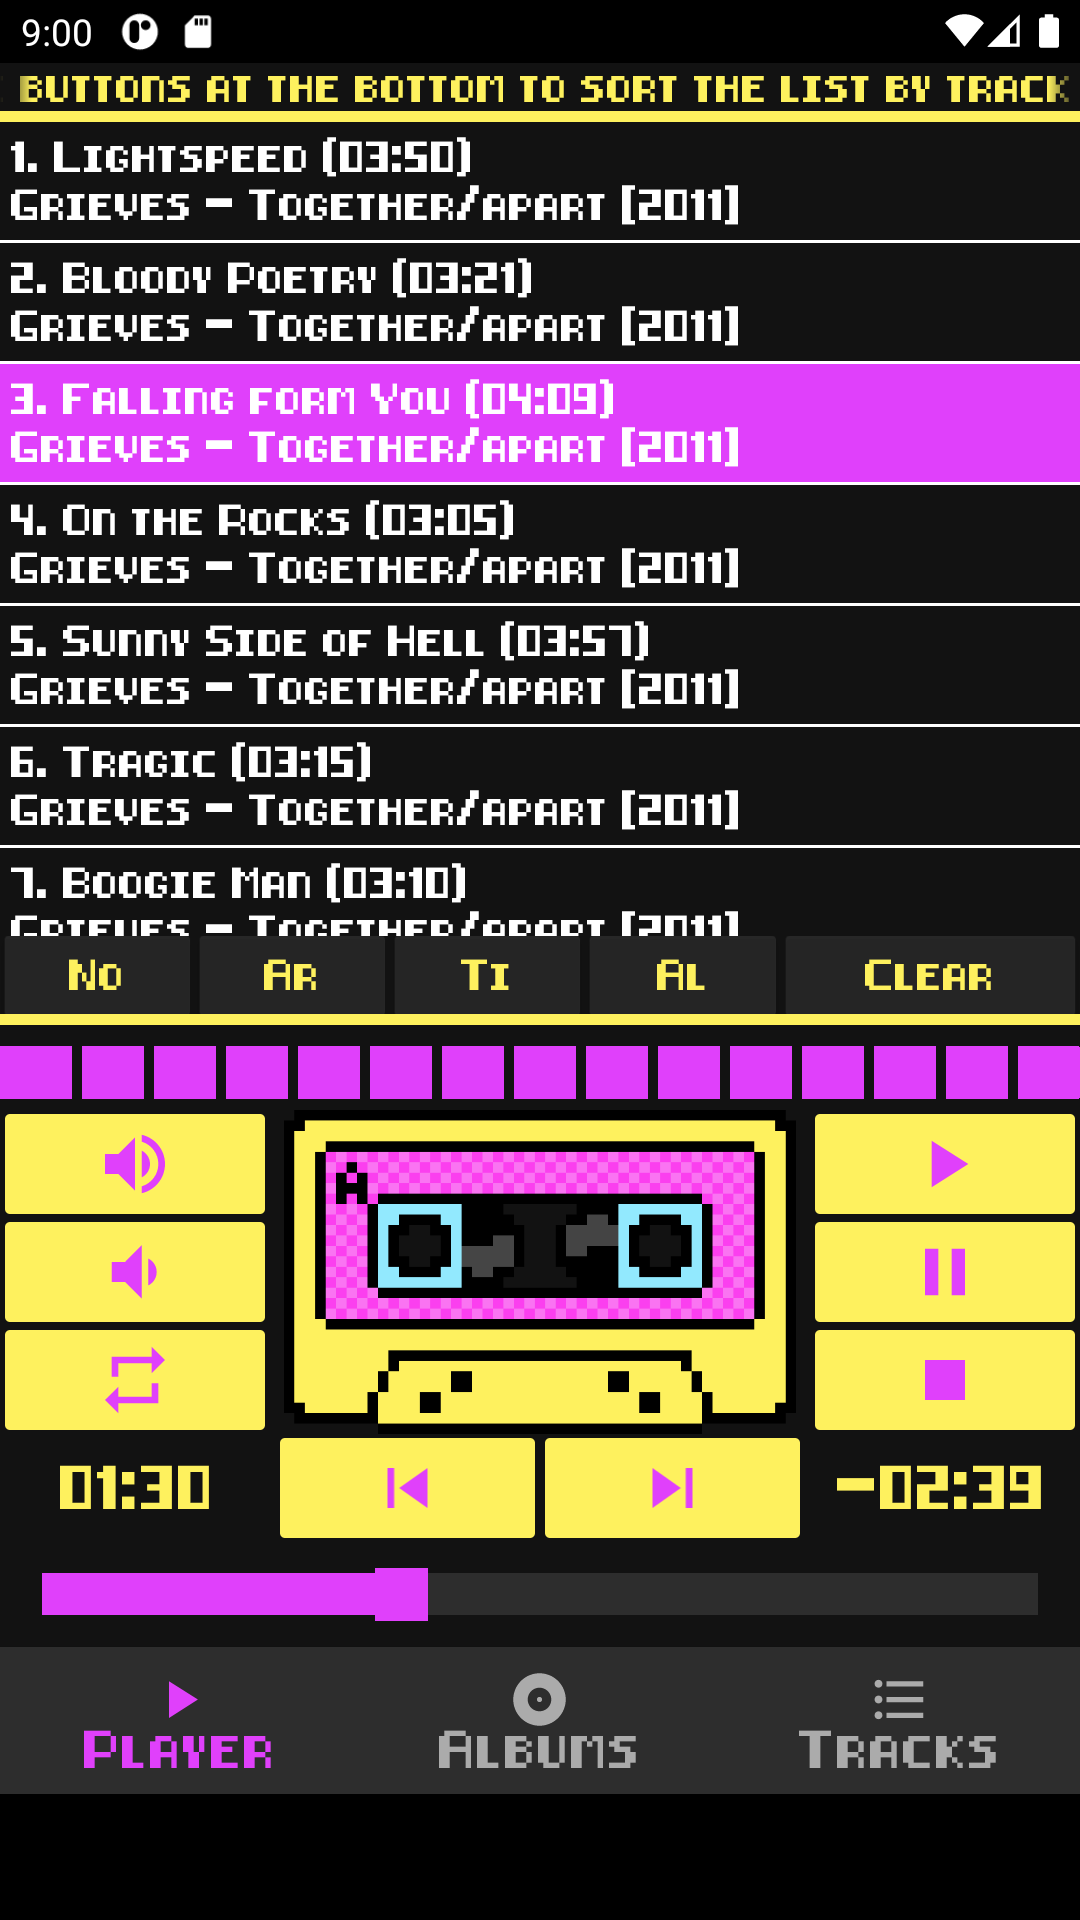 9:00
BUTTONS AT THE BOTTOM TO SORT THE LIST BY TRACK
1. Lightspeed (03:50)
Grieves - Together/apart [2011]
2. Bloody Poetry (03:21)
Grieves - Together/apart [2011]
3. Falling form You (04:09)
Grieves - Together/apart [2011]
4. On the Rocks (03:05)
Grieves - Together/apart [2011]
5. Sunny Side of Hell (03:57)
Grieves - Together/apart [2011]
6. Tragic (03:15)
Grieves - Together/apart [2011]
7. Boogie Man (03:10)
Grieves - Together/apart [2011]
No Ar Ti Al Clear
A
01:30 -02:39
Player Albums Tracks